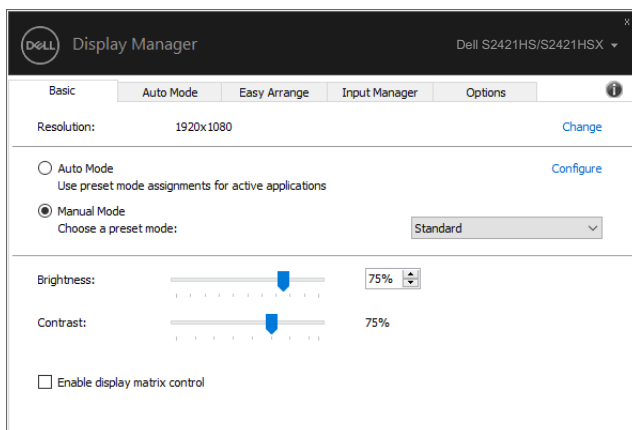 x
DELL Display Manager Dell S2421HS/S2421HSX
Basic Auto Mode Easy Arrange Input Manager Options
Resolution: 1920x1080 Change
Auto Mode Configure
Use preset mode assignments for active applications
Manual Mode
Choose a preset mode: Standard
Brightness: 75%
Contrast: 75%
Enable display matrix control